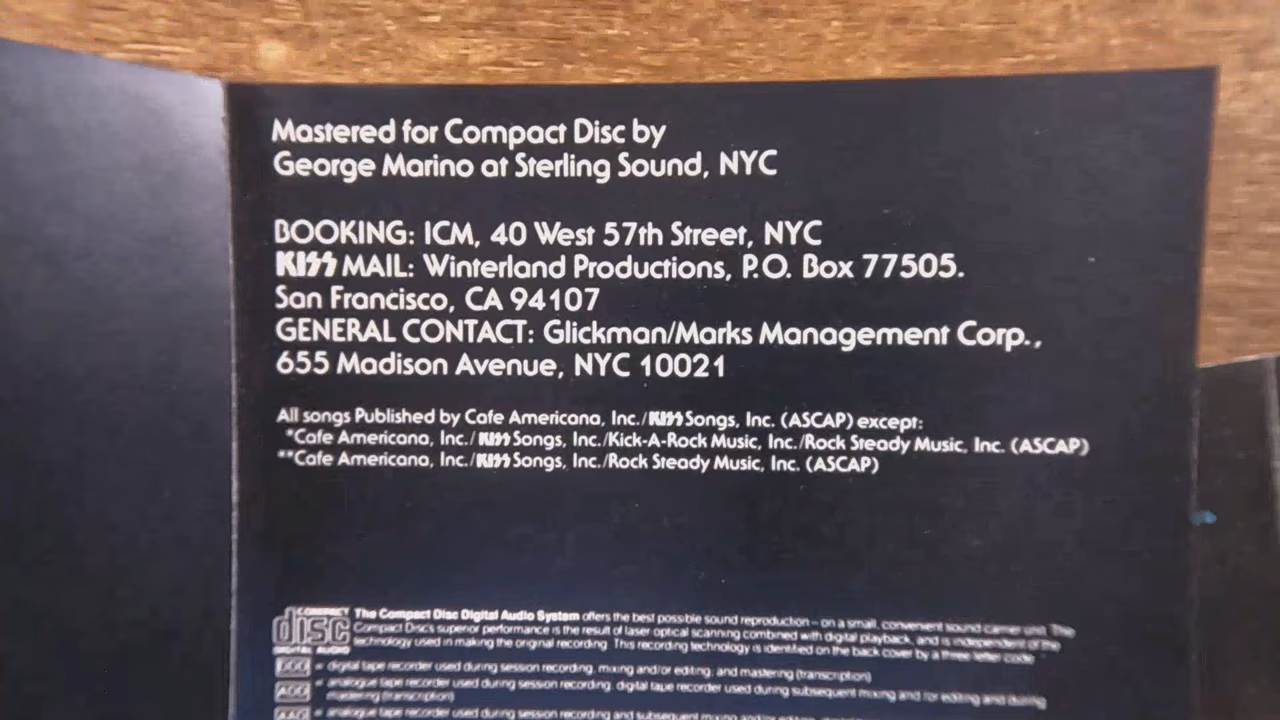 Mastered for Compact Disc by
George Marino at Sterling Sound, NYC
BOOKING: ICM, 40 West 57th Street, NYC
KISS MAIL: Winterland Productions, P.O. Box 77505.
San Francisco, CA 94107
GENERAL CONTACT: Glickman/Marks Management Corp.,
655 Madison Avenue, NYC 10021
All songs Published by Cafe Americana, Inc./KISS Songs, Inc. (ASCAP) except:
*Cafe Americana, Inc./KISS Songs, Inc./Kick-A-Rock Music, Inc./Rock Steady Music, Inc. (ASCAP)
**Cafe Americana, Inc./KISS Songs, Inc./Rock Steady Music, Inc. (ASCAP)
COMPACT disc DIGITAL AUDIO
The Compact Disc Digital Audio System offers the best possible sound reproduction – on a small, convenient sound carrier unit. The
Compact Disc's superior performance is the result of laser optical scanning combined with digital playback, and is independent of the
technology used in making the original recording. This recording technology is identified on the back cover by a three letter code
DDD = digital tape recorder used during session recording, mixing and/or editing, and mastering (transcription)
ADD = analogue tape recorder used during session recording, digital tape recorder used during subsequent mixing and/or editing and during
mastering (transcription)
AAD = analogue tape recorder used during session recording and subsequent mixing and/or